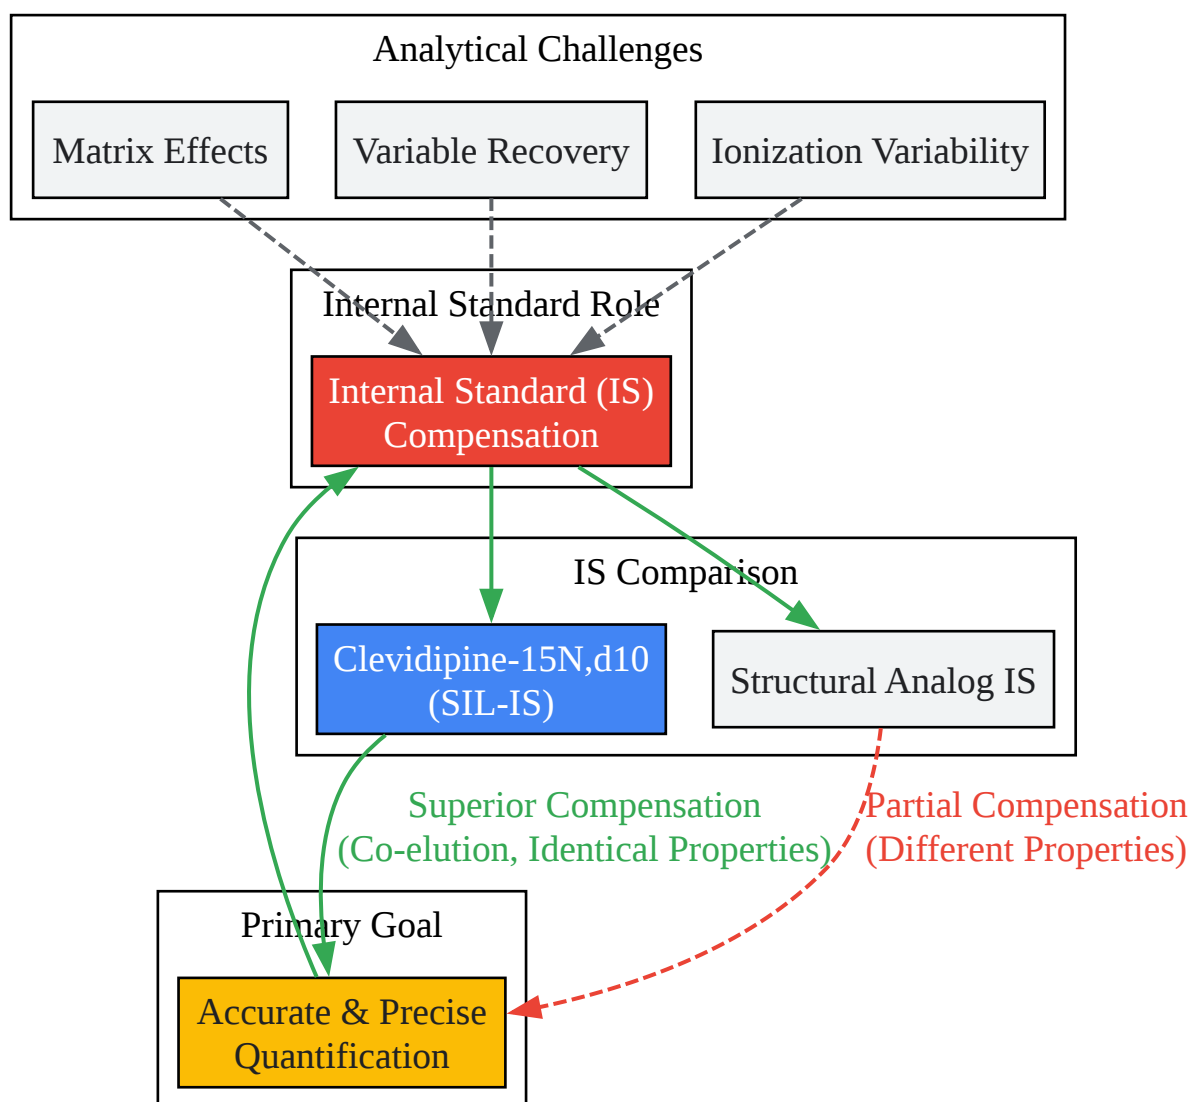 Analytical Challenges
Matrix Effects
Variable Recovery
Ionization Variability
Internal Standard Role
Internal Standard (IS)
Compensation
IS Comparison
Clevidipine-15N,d10
(SIL-IS)
Structural Analog IS
Superior Compensation
(Co-elution, Identical Properties)
Partial Compensation
(Different Properties)
Primary Goal
Accurate & Precise
Quantification